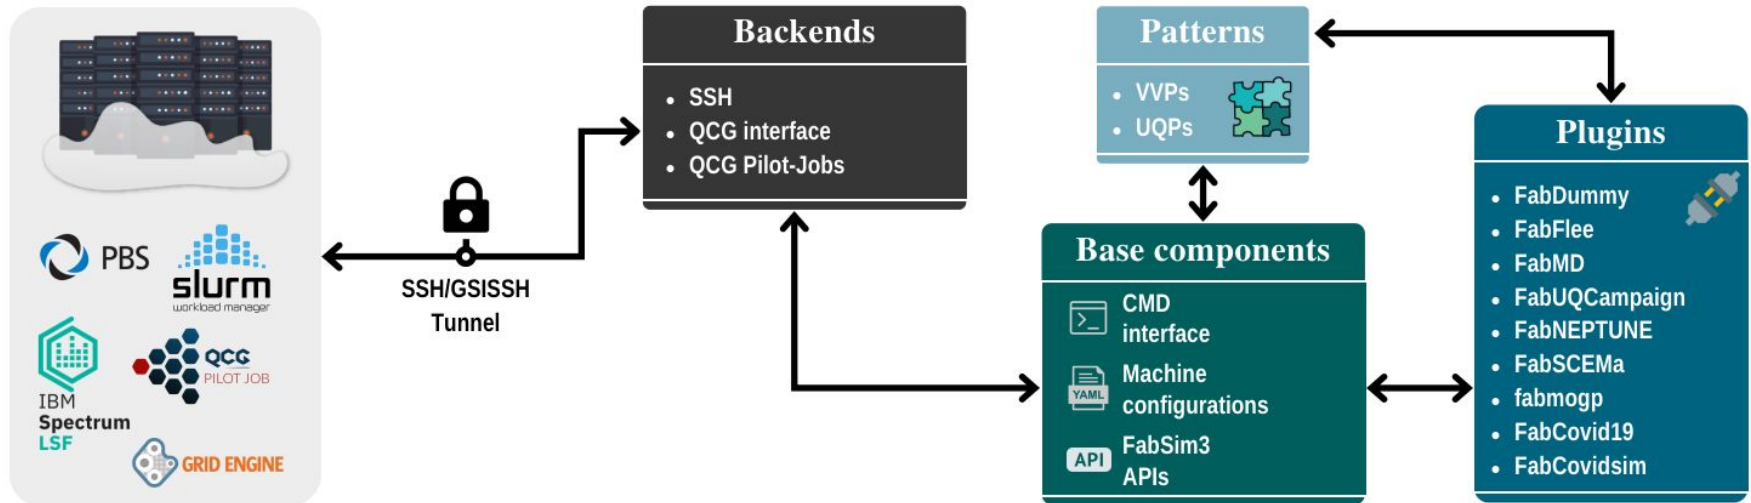 PBS
slurm
workload manager
IBM
Spectrum
LSF
QCG
PILOT JOB
GRID ENGINE
SSH/GSISSH
Tunnel
Backends
• SSH
• QCG interface
• QCG Pilot-Jobs
Patterns
• VVPs
• UQPs
Base components
>_
CMD
interface
YAML
Machine
configurations
API
FabSim3
APIs
Plugins
• FabDummy
• FabFlee
• FabMD
• FabUQCampaign
• FabNEPTUNE
• FabSCEMa
• fabmogp
• FabCovid19
• FabCovidsim